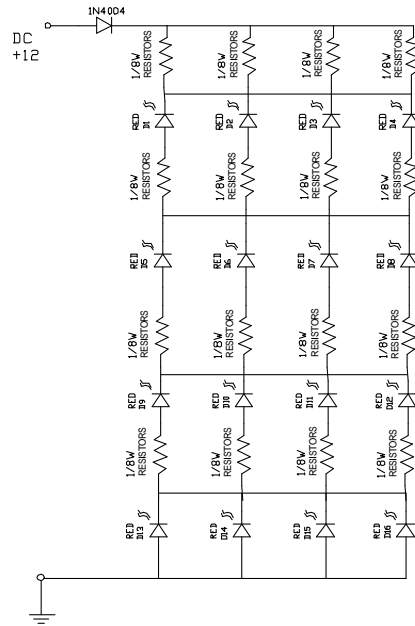 1N4004
DC
+12
1/8W RESISTORS
1/8W RESISTORS
1/8W RESISTORS
1/8W RESISTORS
RED D1
RED D2
RED D3
RED D4
1/8W RESISTORS
1/8W RESISTORS
1/8W RESISTORS
1/8W RESISTORS
RED D5
RED D6
RED D7
RED D8
1/8W RESISTORS
1/8W RESISTORS
1/8W RESISTORS
1/8W RESISTORS
RED D9
RED D10
RED D11
RED D12
1/8W RESISTORS
1/8W RESISTORS
1/8W RESISTORS
1/8W RESISTORS
RED D13
RED D14
RED D15
RED D16